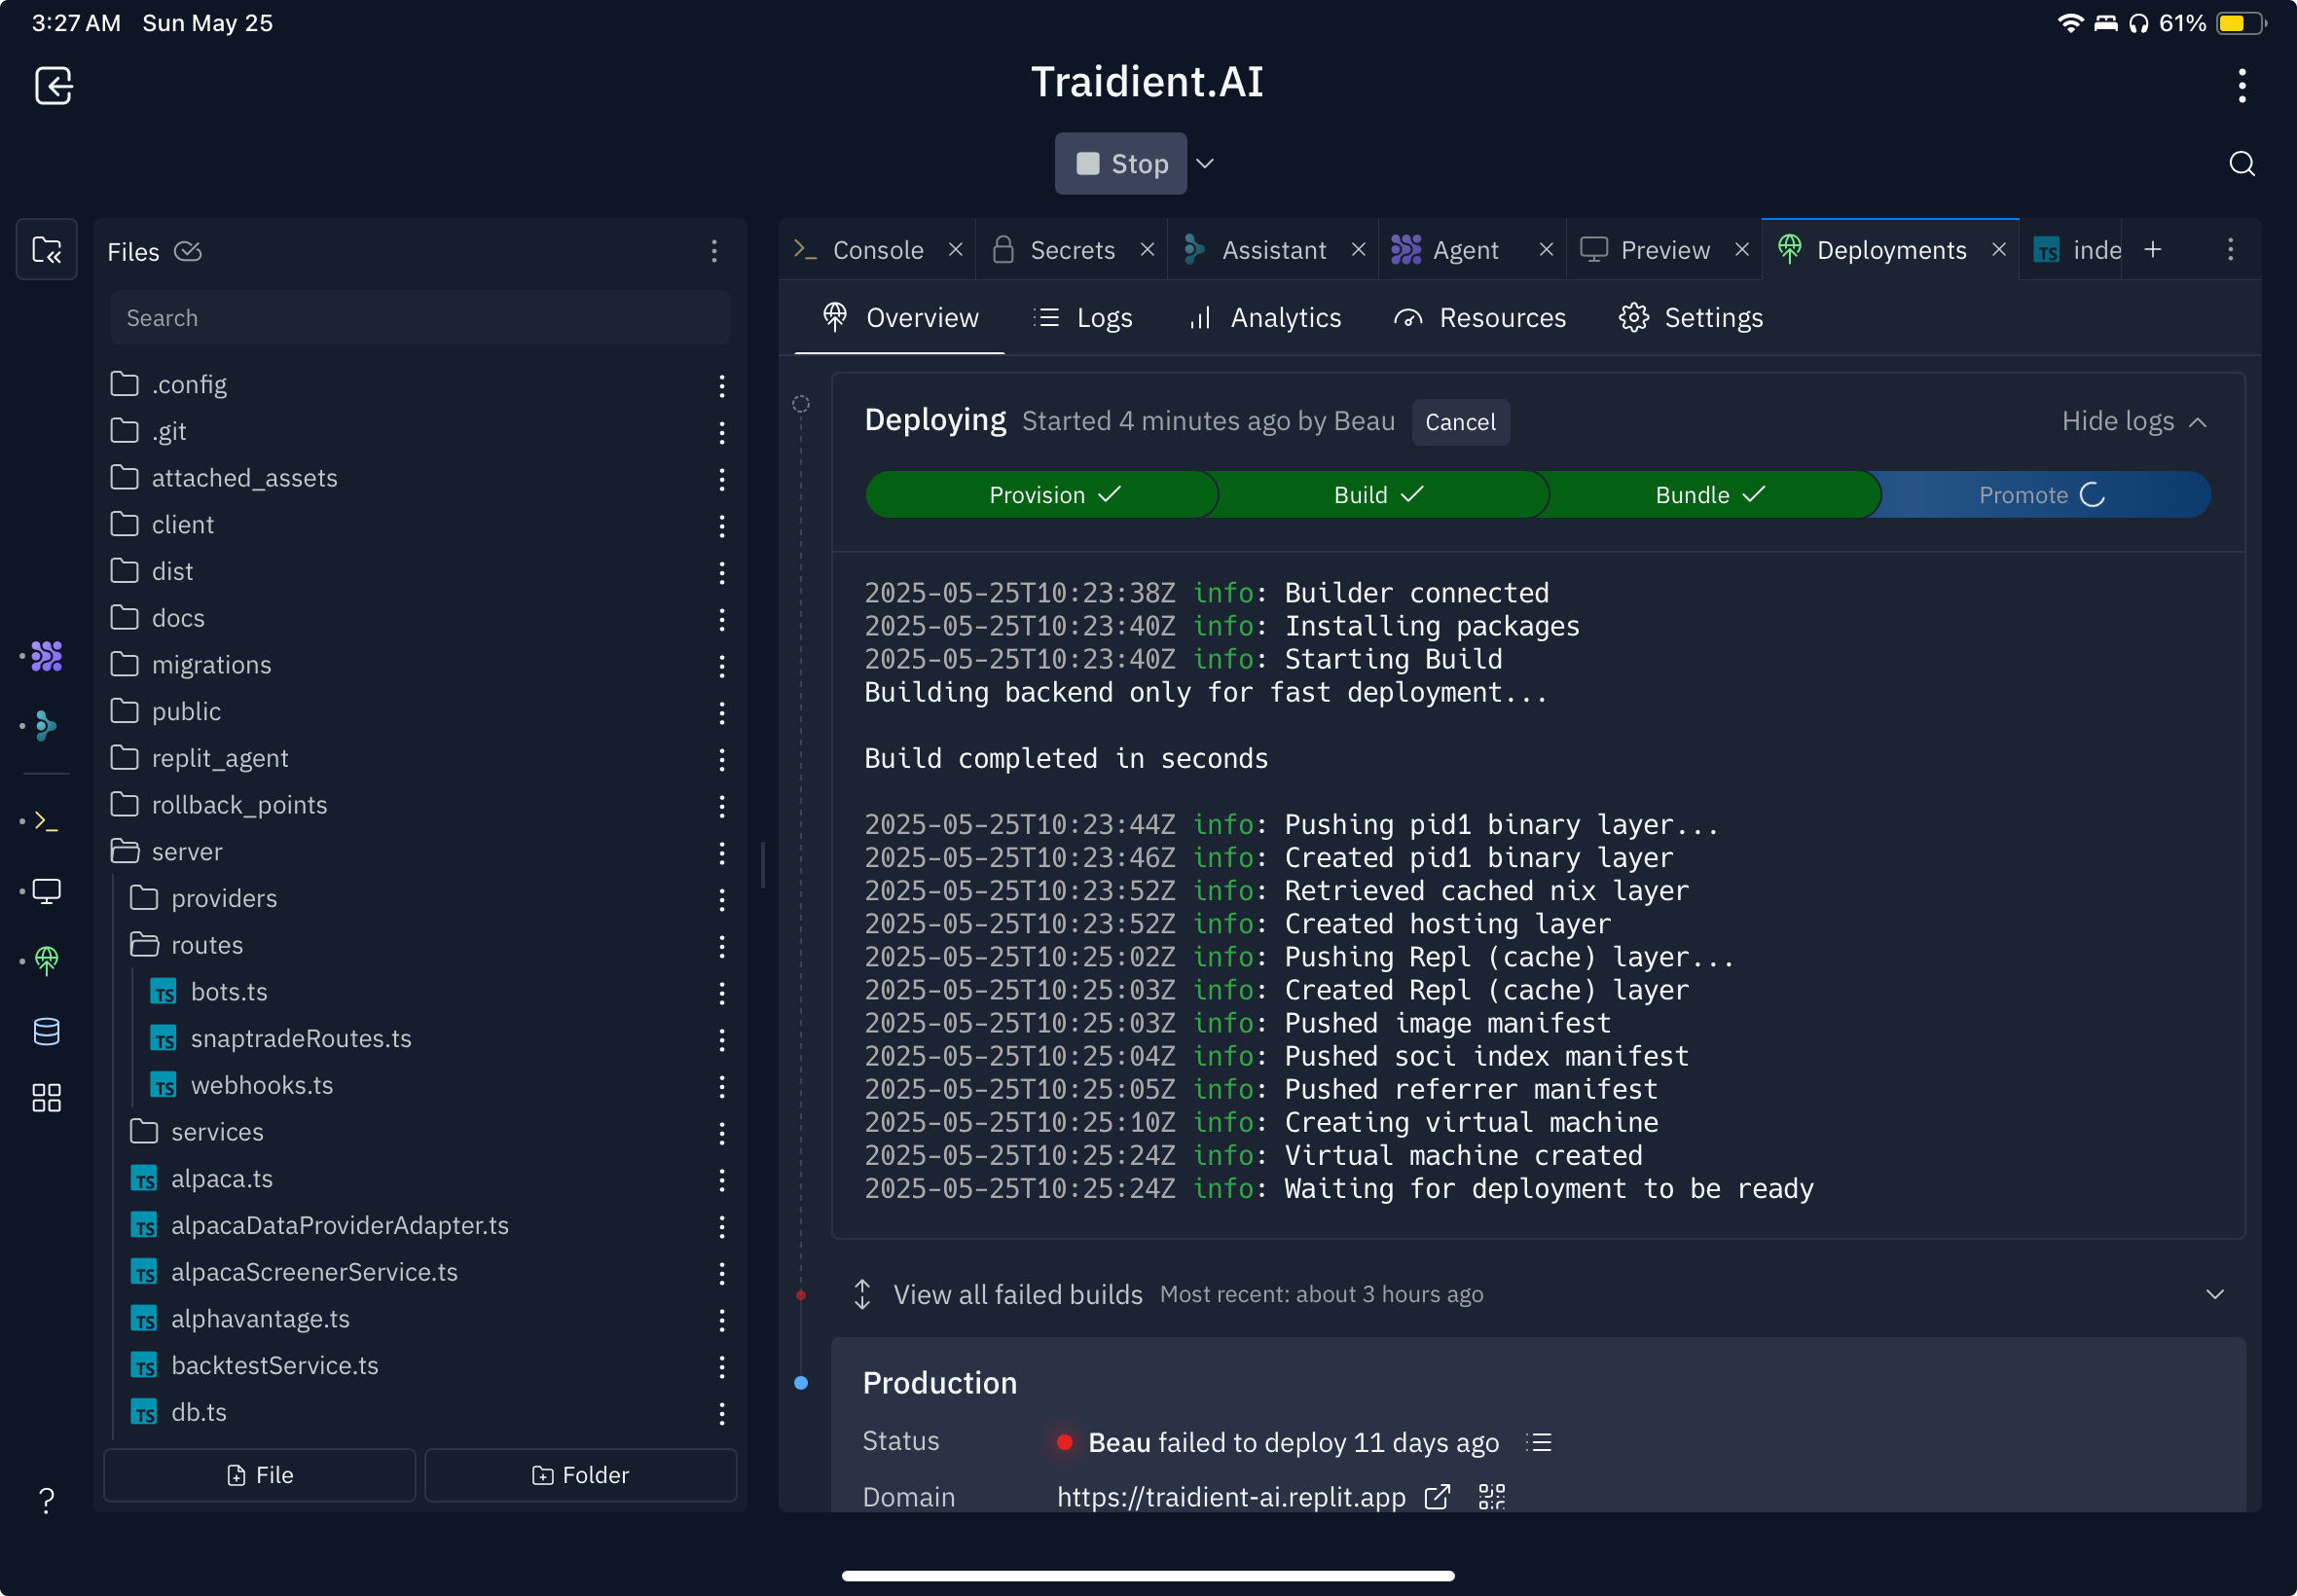 3:27 AM Sun May 25
61%
Traidient.AI
Stop
Files
Search
.config
.git
attached_assets
client
dist
docs
migrations
public
replit_agent
rollback_points
server
providers
routes
TS bots.ts
TS snaptradeRoutes.ts
TS webhooks.ts
services
TS alpaca.ts
TS alpacaDataProviderAdapter.ts
TS alpacaScreenerService.ts
TS alphavantage.ts
TS backtestService.ts
TS db.ts
File Folder
?
Console Secrets Assistant Agent Preview Deployments TS inde
Overview Logs Analytics Resources Settings
Deploying Started 4 minutes ago by Beau Cancel Hide logs
Provision Build Bundle Promote
2025-05-25T10:23:38Z info: Builder connected
2025-05-25T10:23:40Z info: Installing packages
2025-05-25T10:23:40Z info: Starting Build
Building backend only for fast deployment...
Build completed in seconds
2025-05-25T10:23:44Z info: Pushing pid1 binary layer...
2025-05-25T10:23:46Z info: Created pid1 binary layer
2025-05-25T10:23:52Z info: Retrieved cached nix layer
2025-05-25T10:23:52Z info: Created hosting layer
2025-05-25T10:25:02Z info: Pushing Repl (cache) layer...
2025-05-25T10:25:03Z info: Created Repl (cache) layer
2025-05-25T10:25:03Z info: Pushed image manifest
2025-05-25T10:25:04Z info: Pushed soci index manifest
2025-05-25T10:25:05Z info: Pushed referrer manifest
2025-05-25T10:25:10Z info: Creating virtual machine
2025-05-25T10:25:24Z info: Virtual machine created
2025-05-25T10:25:24Z info: Waiting for deployment to be ready
View all failed builds Most recent: about 3 hours ago
Production
Status Beau failed to deploy 11 days ago
Domain https://traidient-ai.replit.app